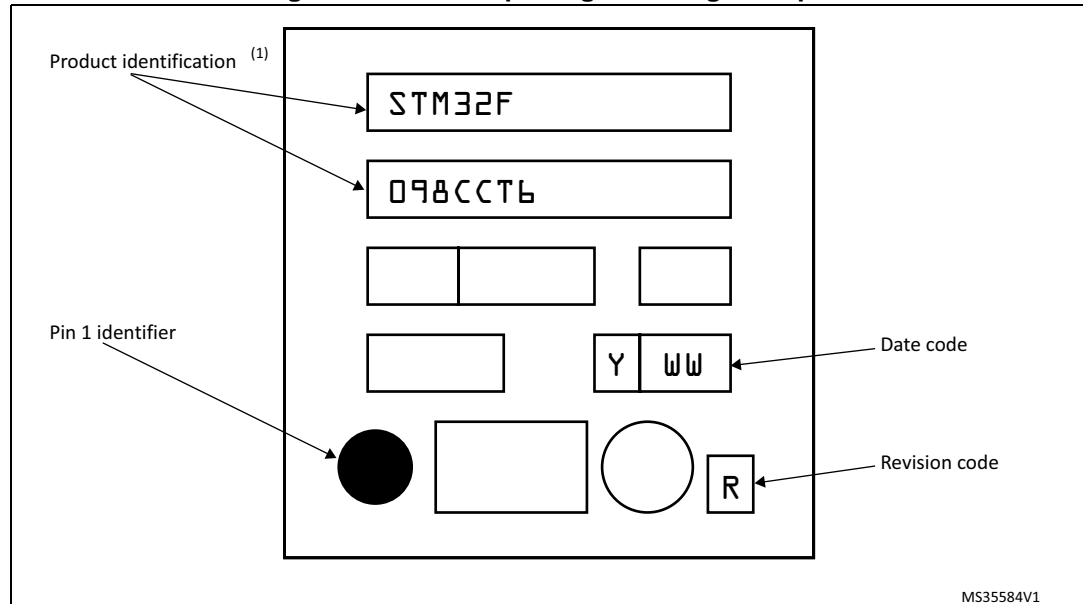 Product identification (1)
STM32F
098CCT6
Pin 1 identifier
Y WW
Date code
R
Revision code
MS35584V1